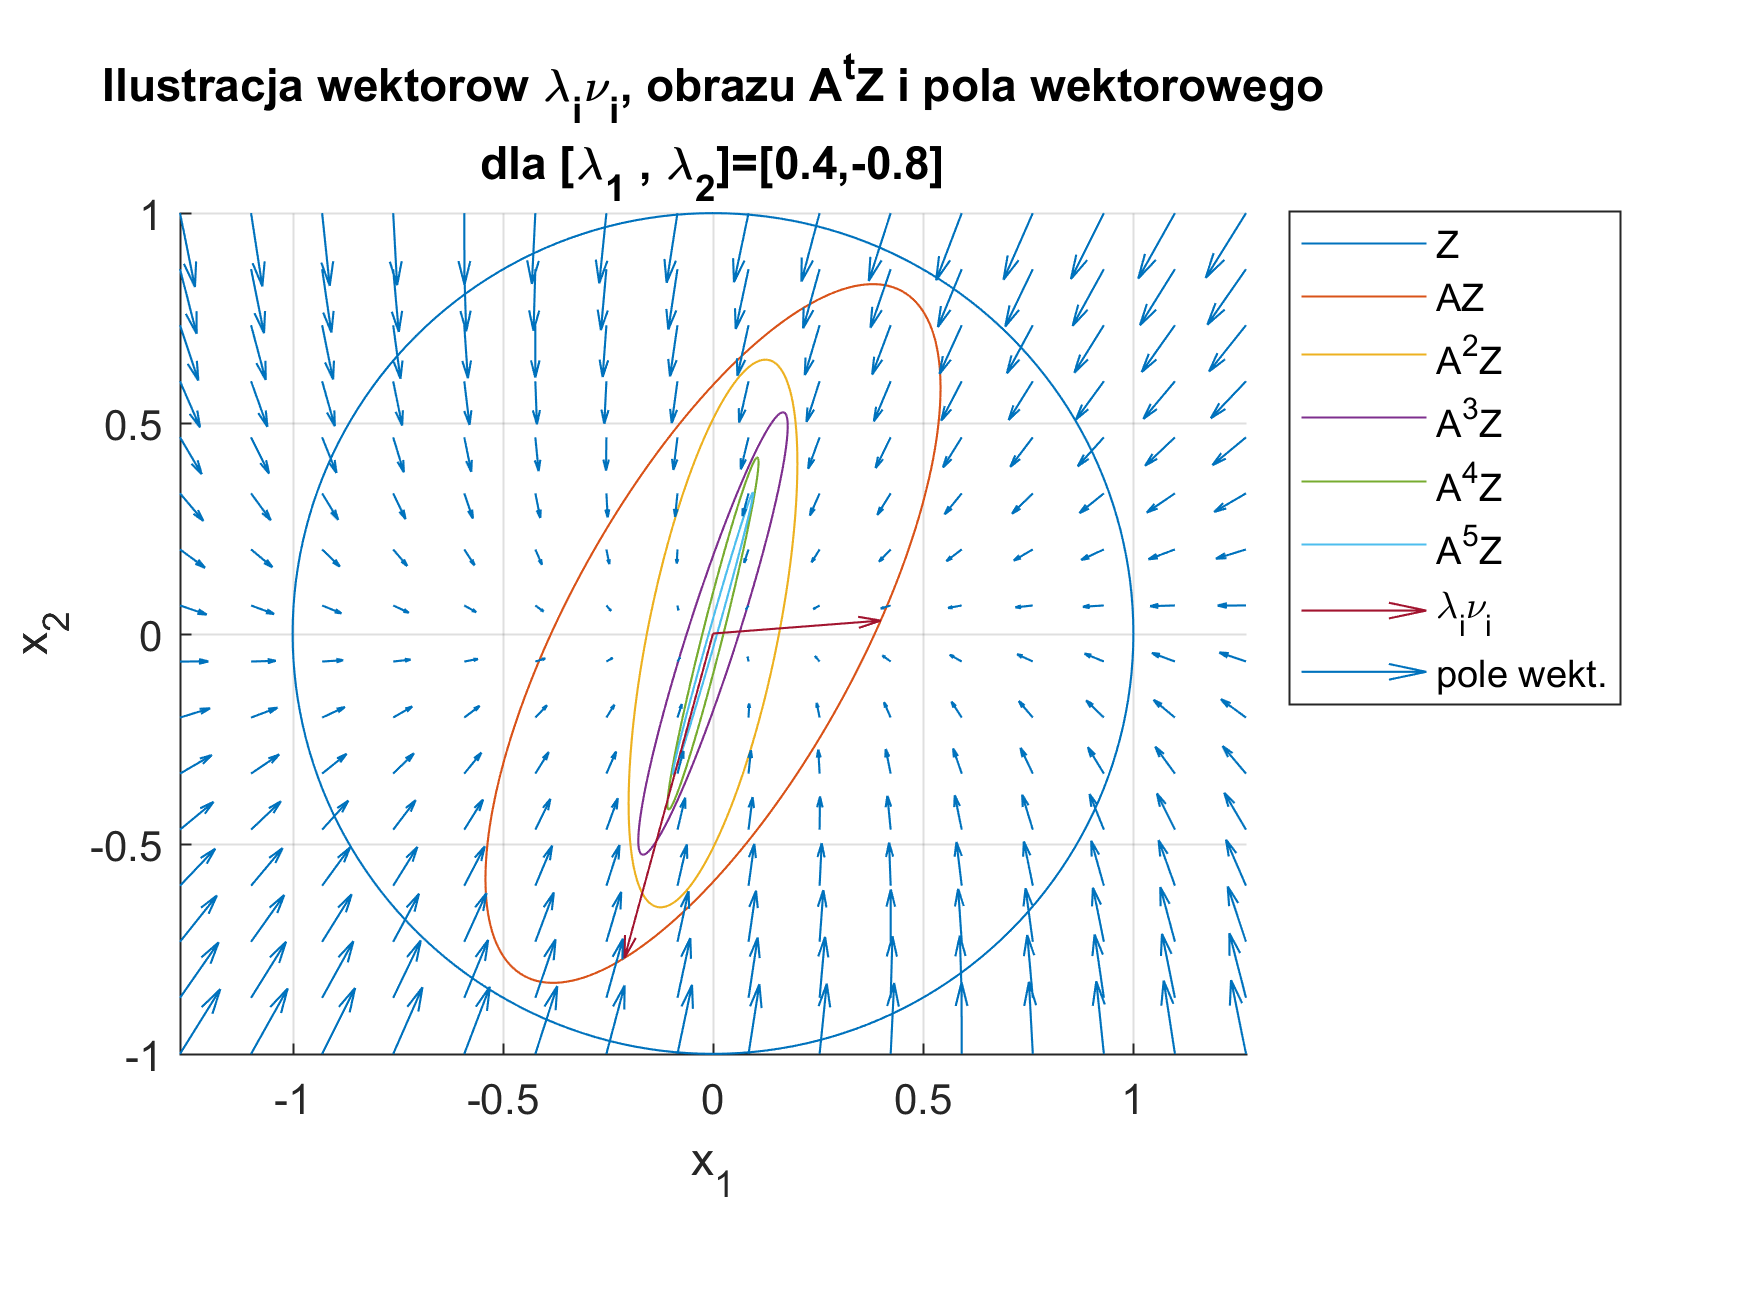 Ilustracja wektorow λᵢνᵢ, obrazu AᵗZ i pola wektorowego
dla [λ₁ , λ₂]=[0.4,-0.8]
1
0.5
0
-0.5
-1
x₂
-1
-0.5
0
0.5
1
x₁
Z
AZ
A²Z
A³Z
A⁴Z
A⁵Z
λᵢνᵢ
pole wekt.